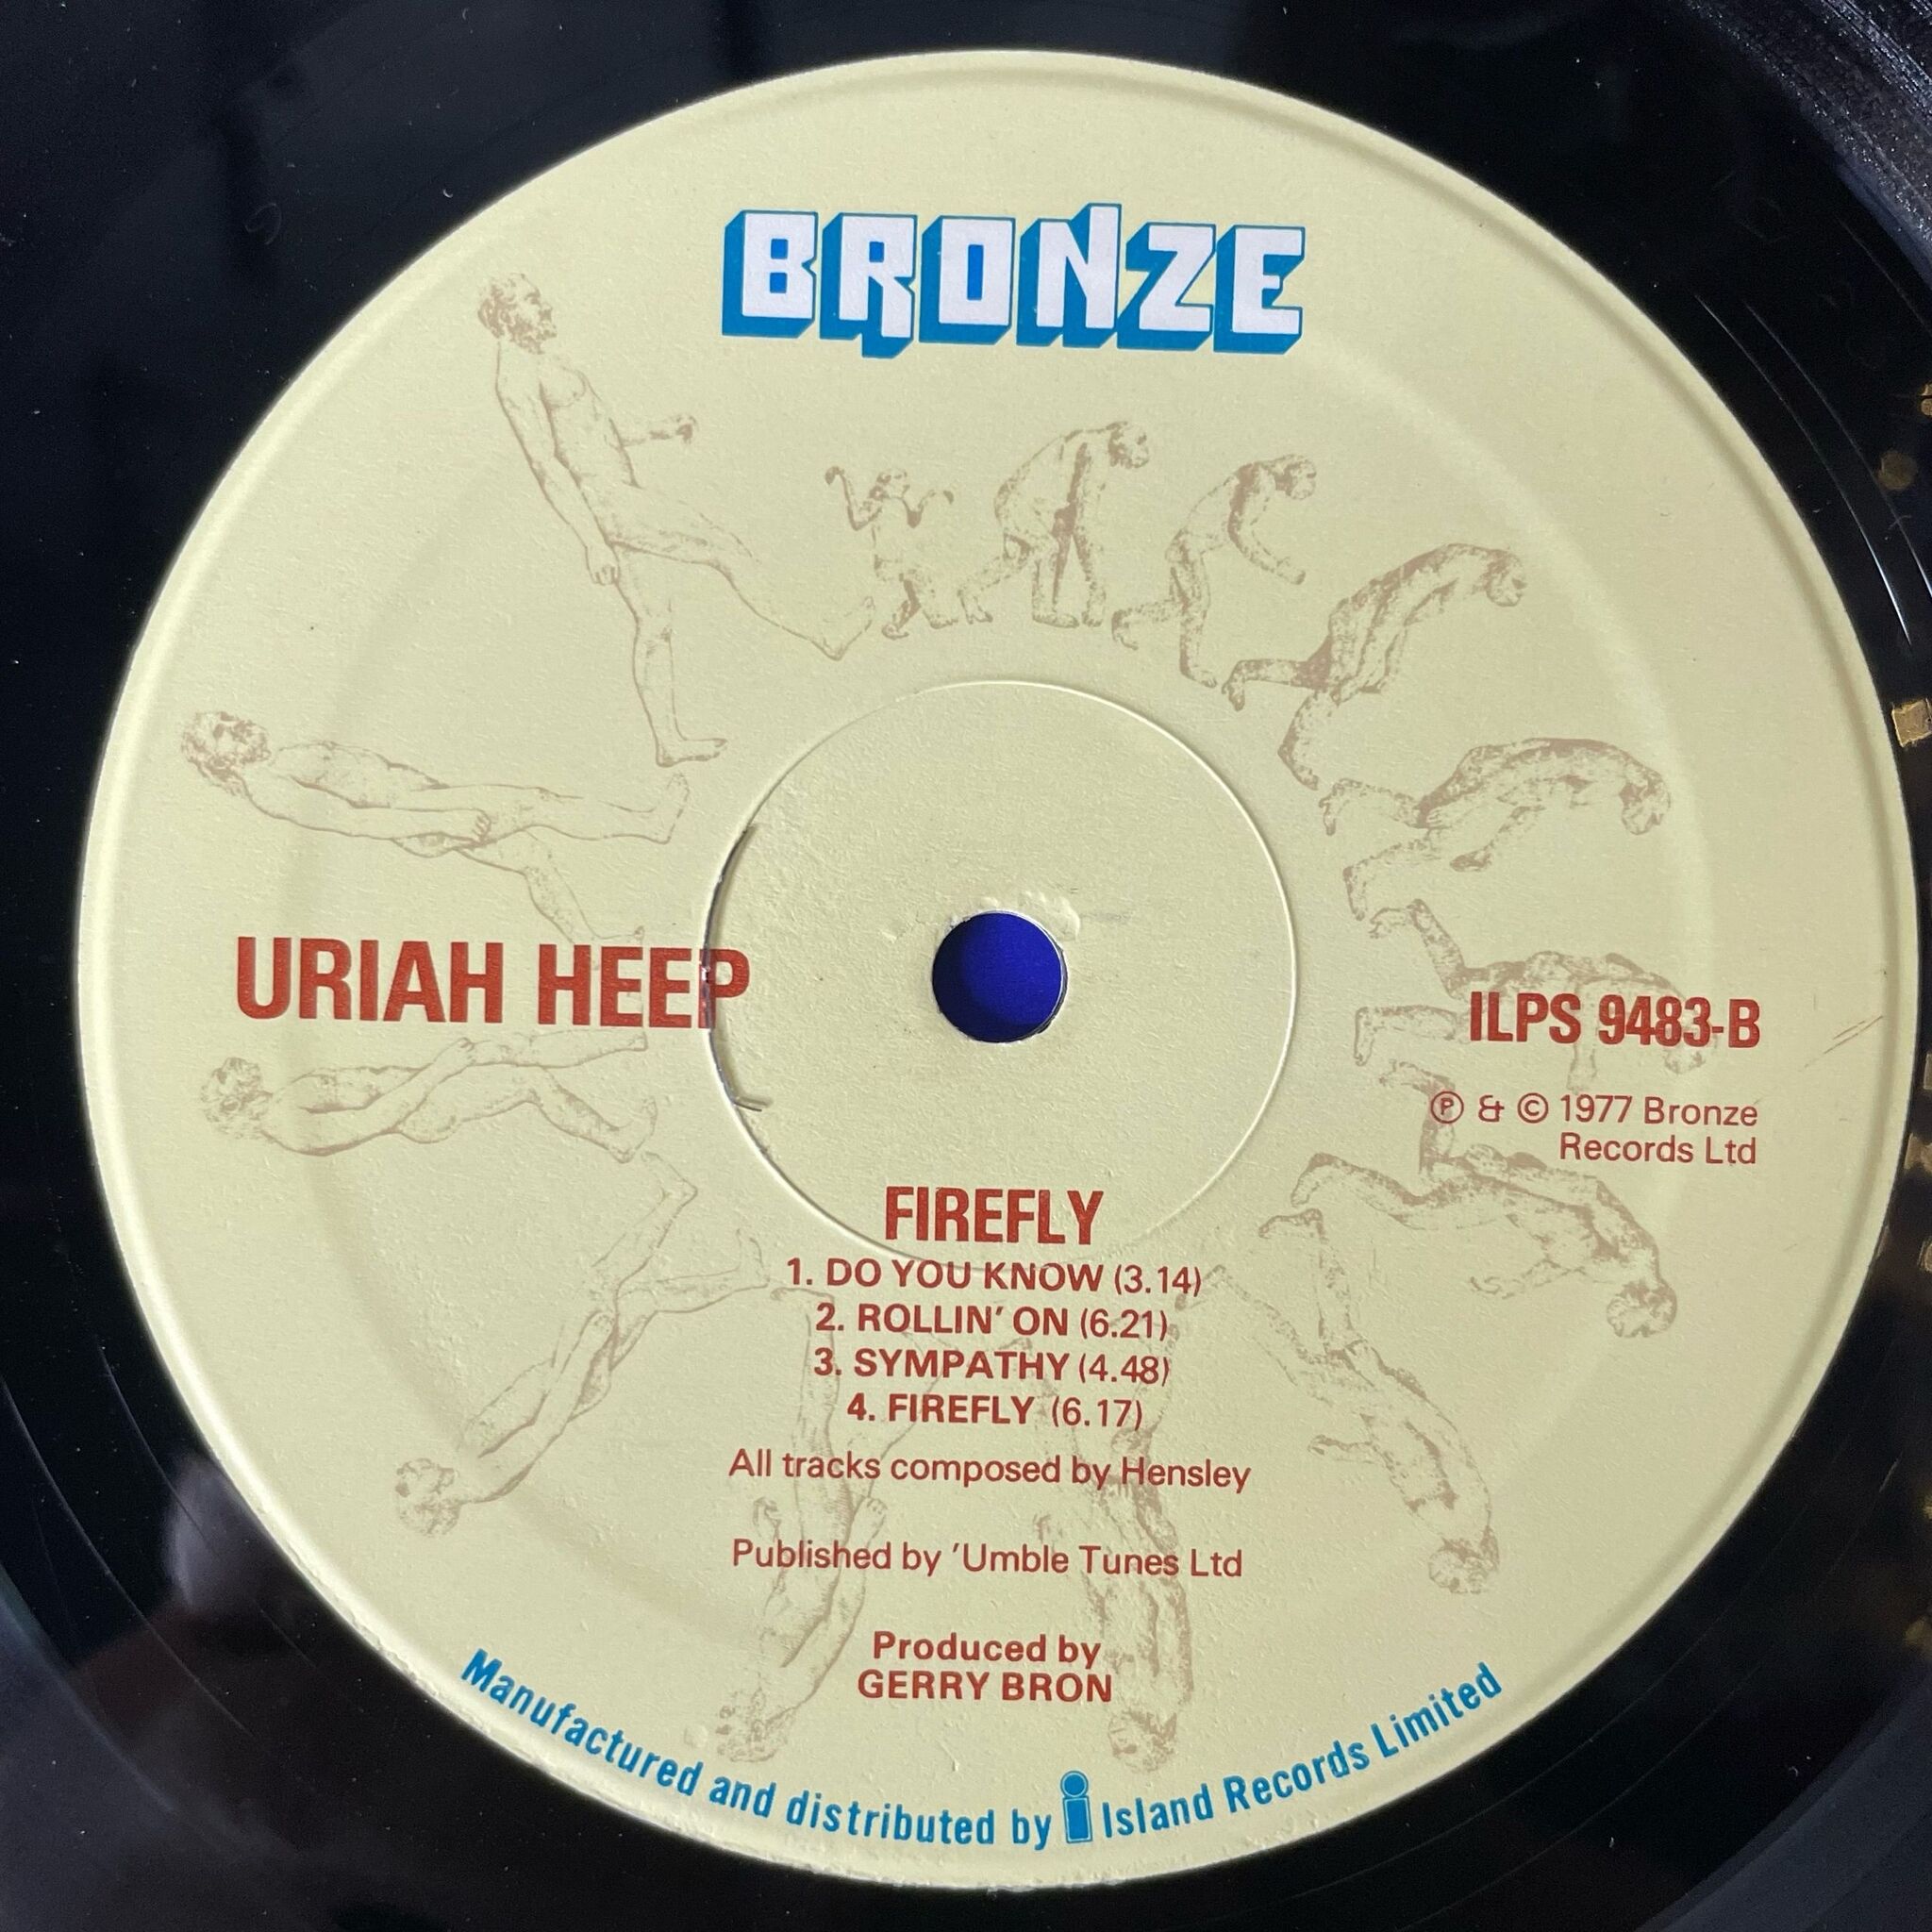 BRONZE
URIAH HEEP
ILPS 9483-B
Ⓟ & © 1977 Bronze
Records Ltd
FIREFLY
1. DO YOU KNOW (3.14)
2. ROLLIN' ON (6.21)
3. SYMPATHY (4.48)
4. FIREFLY (6.17)
All tracks composed by Hensley
Published by 'Umble Tunes Ltd
Produced by
GERRY BRON
Manufactured and distributed by i Island Records Limited